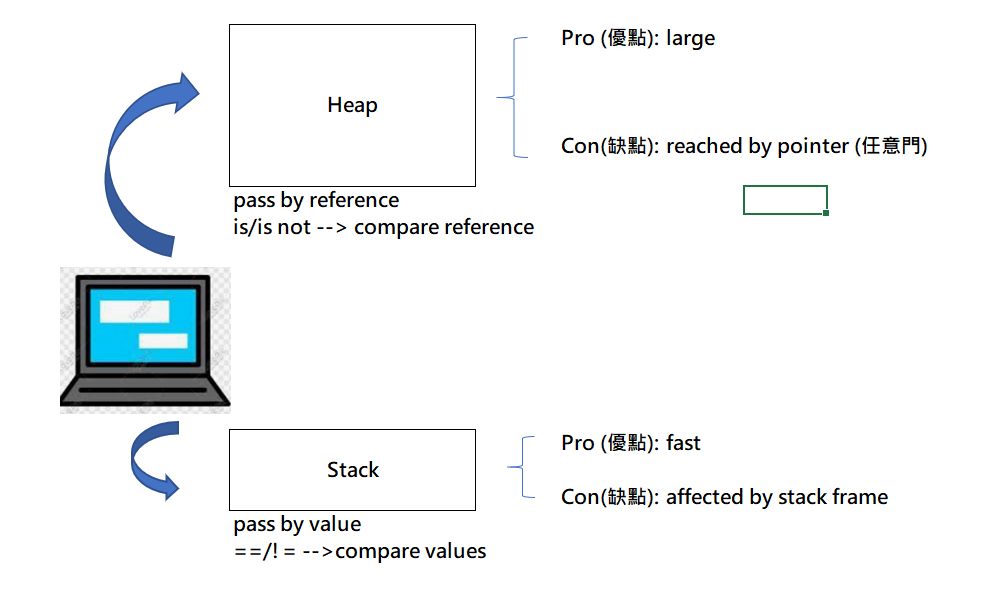 Pro (優點): large
Heap
Con(缺點): reached by pointer (任意門)
pass by reference
is/is not --> compare reference
Pro (優點): fast
Stack
Con(缺點): affected by stack frame
pass by value
==/! = -->compare values